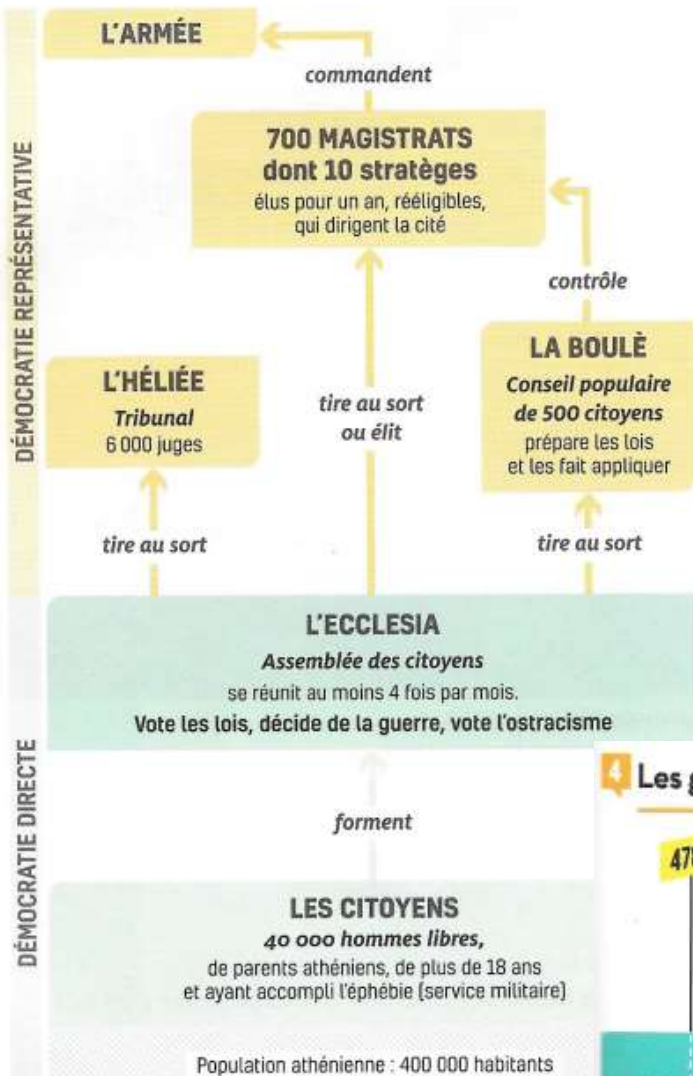 DÉMOCRATIE REPRÉSENTATIVE
L'ARMÉE
commandent
700 MAGISTRATS
dont 10 stratèges
élus pour un an, rééligibles,
qui dirigent la cité
contrôle
L'HÉLIÉE
Tribunal
6 000 juges
tire au sort
ou élit
LA BOULÈ
Conseil populaire
de 500 citoyens
prépare les lois
et les fait appliquer
tire au sort
tire au sort
DÉMOCRATIE DIRECTE
L'ECCLESIA
Assemblée des citoyens
se réunit au moins 4 fois par mois.
Vote les lois, décide de la guerre, vote l'ostracisme
forment
LES CITOYENS
40 000 hommes libres,
de parents athéniens, de plus de 18 ans
et ayant accompli l'éphébie (service militaire)
Population athénienne : 400 000 habitants
4 Les